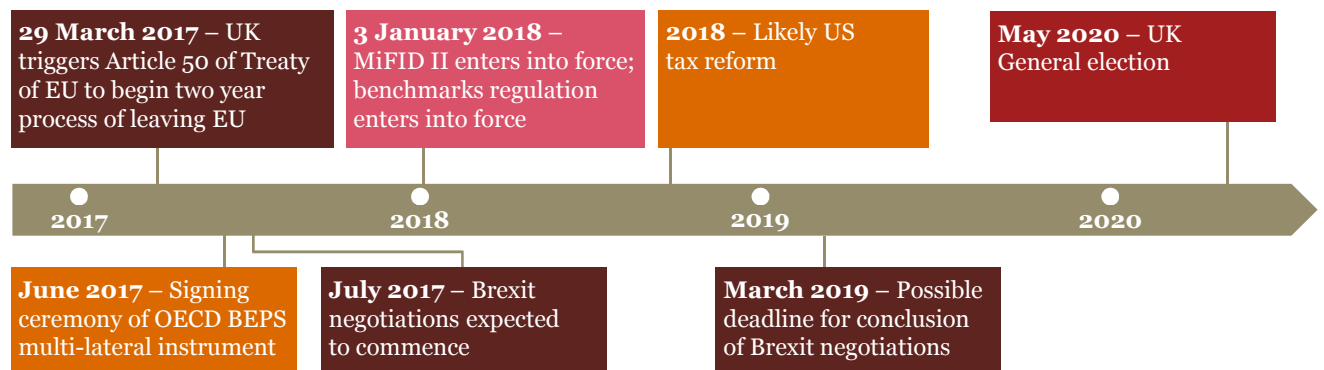 29 March 2017 – UK
triggers Article 50 of Treaty
of EU to begin two year
process of leaving EU
3 January 2018 –
MiFID II enters into force;
benchmarks regulation
enters into force
2018 – Likely US
tax reform
May 2020 – UK
General election
2017
2018
2019
2020
June 2017 – Signing
ceremony of OECD BEPS
multi-lateral instrument
July 2017 – Brexit
negotiations expected
to commence
March 2019 – Possible
deadline for conclusion
of Brexit negotiations